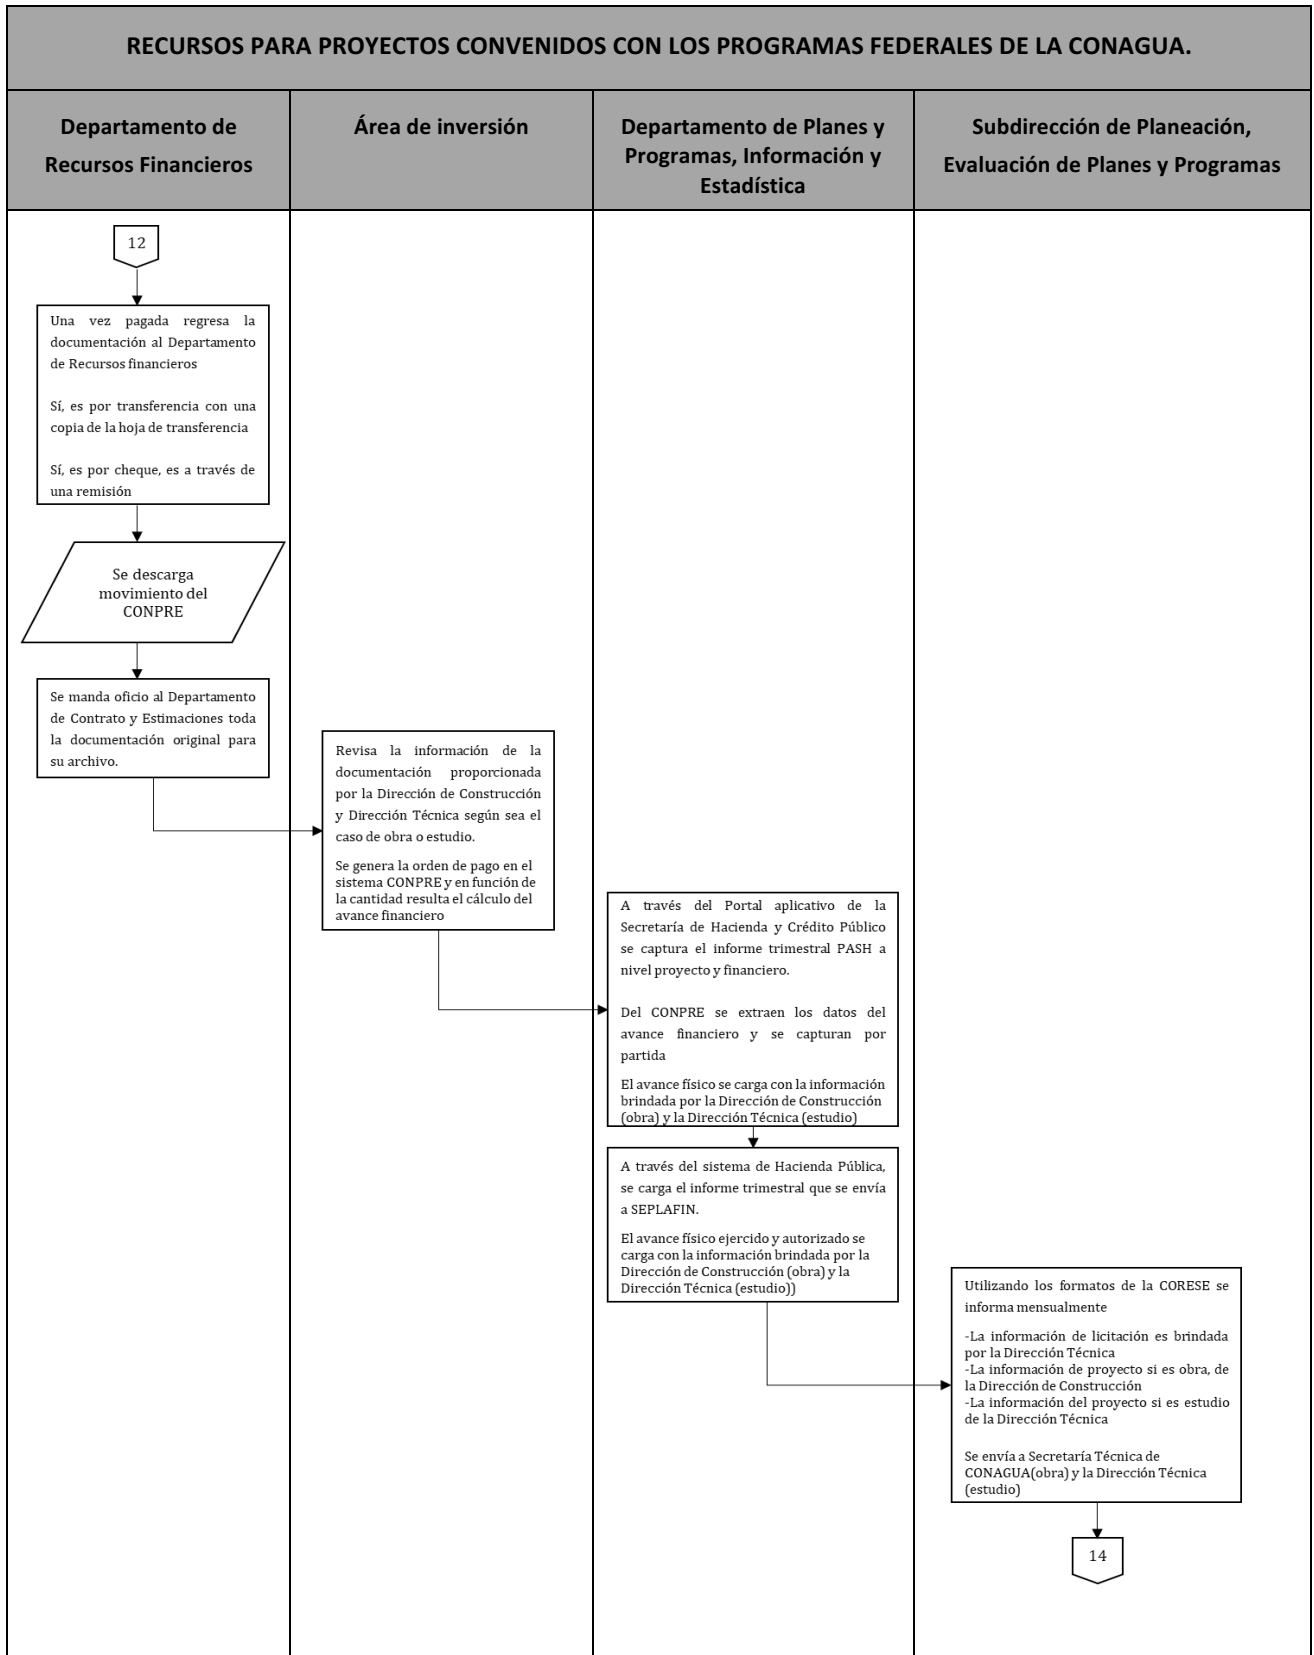 RECURSOS PARA PROYECTOS CONVENIDOS CON LOS PROGRAMAS FEDERALES DE LA CONAGUA.
Departamento de
Recursos Financieros
Área de inversión
Departamento de Planes y
Programas, Información y
Estadística
Subdirección de Planeación,
Evaluación de Planes y Programas
12
Una vez pagada regresa la
documentación al Departamento
de Recursos financieros
Sí, es por transferencia con una
copia de la hoja de transferencia
Sí, es por cheque, es a través de
una remisión
Se descarga
movimiento del
CONPRE
Se manda oficio al Departamento
de Contrato y Estimaciones toda
la documentación original para
su archivo.
Revisa la información de la
documentación proporcionada
por la Dirección de Construcción
y Dirección Técnica según sea el
caso de obra o estudio.
Se genera la orden de pago en el
sistema CONPRE y en función de
la cantidad resulta el cálculo del
avance financiero
A través del Portal aplicativo de la
Secretaría de Hacienda y Crédito Público
se captura el informe trimestral PASH a
nivel proyecto y financiero.
Del CONPRE se extraen los datos del
avance financiero y se capturan por
partida
El avance físico se carga con la información
brindada por la Dirección de Construcción
(obra) y la Dirección Técnica (estudio)
A través del sistema de Hacienda Pública,
se carga el informe trimestral que se envía
a SEPLAFIN.
El avance físico ejercido y autorizado se
carga con la información brindada por la
Dirección de Construcción (obra) y la
Dirección Técnica (estudio))
Utilizando los formatos de la CORESE se
informa mensualmente
-La información de licitación es brindada
por la Dirección Técnica
-La información de proyecto si es obra, de
la Dirección de Construcción
-La información del proyecto si es estudio
de la Dirección Técnica
Se envía a Secretaría Técnica de
CONAGUA(obra) y la Dirección Técnica
(estudio)
14